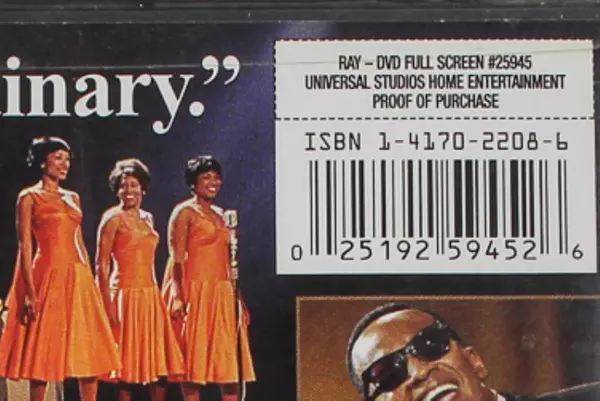 inary.”
RAY – DVD FULL SCREEN #25945
UNIVERSAL STUDIOS HOME ENTERTAINMENT
PROOF OF PURCHASE
ISBN 1-4170-2208-6
0 25192 59452 6